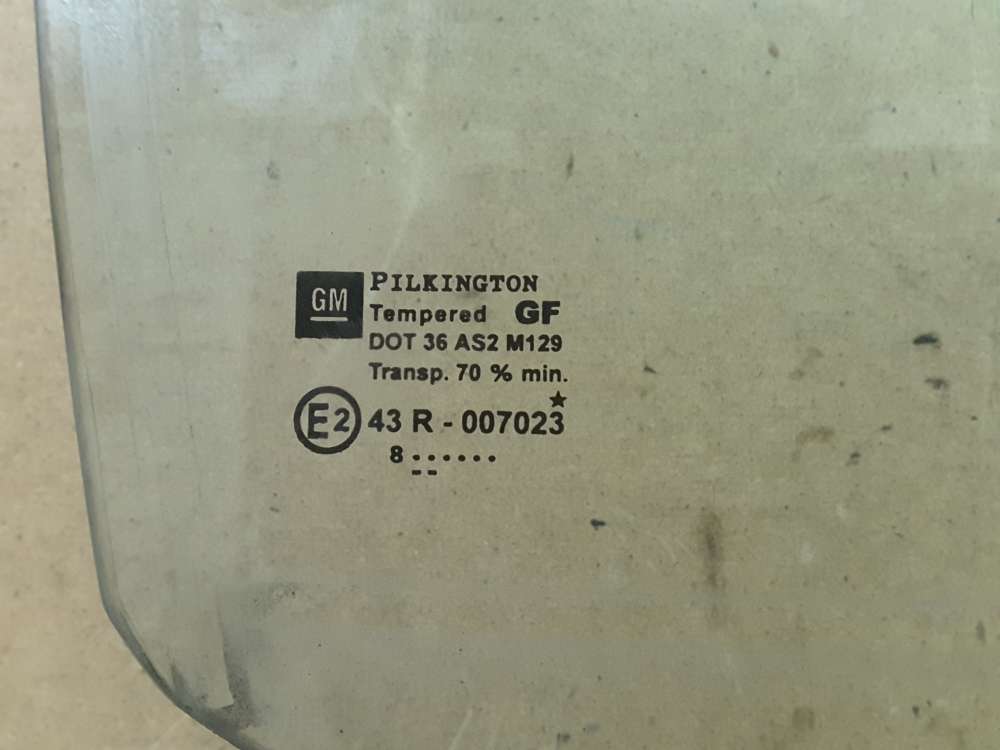 GM
PILKINGTON
Tempered GF
DOT 36 AS2 M129
Transp. 70 % min.
E2 43 R - 007023 ★
8 ......
--